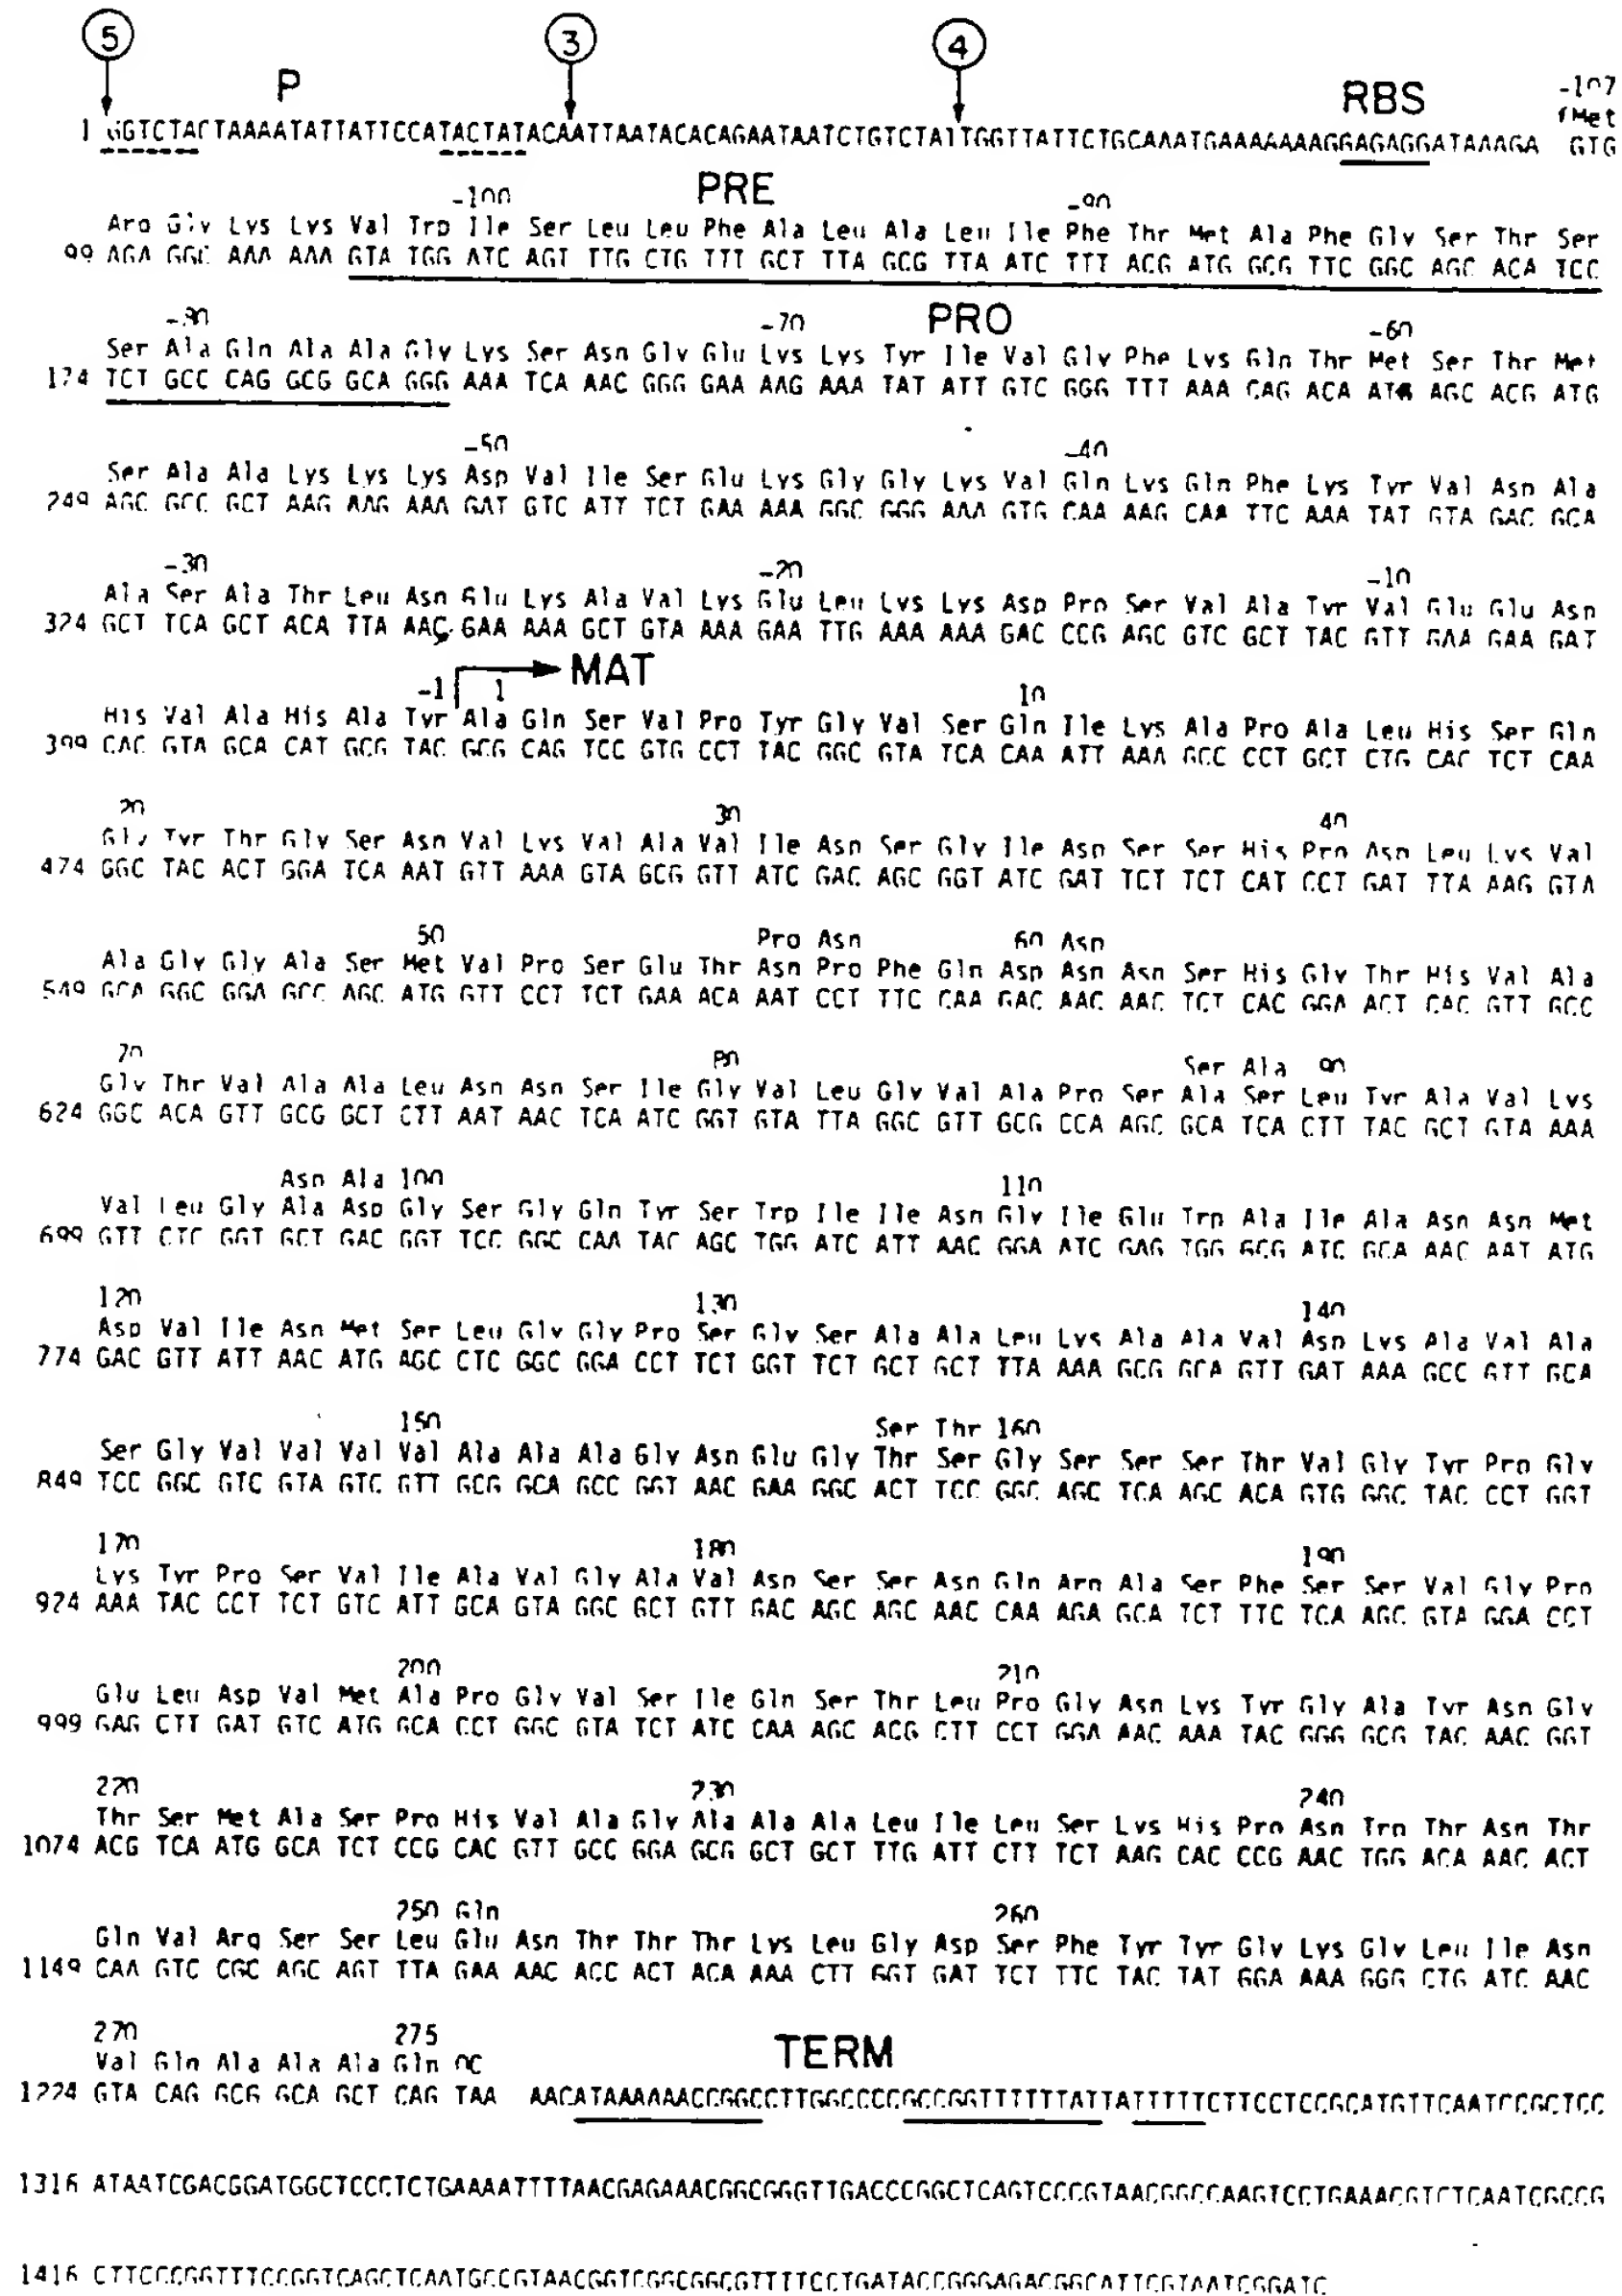 5 3 4
P RBS -107
fMet
1 GGTCTACTAAAATATTATTCCATACTATACAATTAATACACAGAATAATCTGTCTATTGGTTATTCTGCAAATGAAAAAAAGGAGAGGATAAAGA GTG
-100 PRE -90
Arg Gly Lys Lys Val Trp Ile Ser Leu Leu Phe Ala Leu Ala Leu Ile Phe Thr Met Ala Phe Gly Ser Thr Ser
99 AGA GGC AAA AAA GTA TGG ATC AGT TTG CTG TTT GCT TTA GCG TTA ATC TTT ACG ATG GCG TTC GGC AGC ACA TCC
-80 -70 PRO -60
Ser Ala Gln Ala Ala Gly Lys Ser Asn Gly Glu Lys Lys Tyr Ile Val Gly Phe Lys Gln Thr Met Ser Thr Met
174 TCT GCC CAG GCG GCA GGG AAA TCA AAC GGG GAA AAG AAA TAT ATT GTC GGG TTT AAA CAG ACA ATG AGC ACG ATG
-50 -40
Ser Ala Ala Lys Lys Lys Asp Val Ile Ser Glu Lys Gly Gly Lys Val Gln Lys Gln Phe Lys Tyr Val Asn Ala
249 AGC GCC GCT AAG AAG AAA GAT GTC ATT TCT GAA AAA GGC GGG AAA GTG CAA AAG CAA TTC AAA TAT GTA GAC GCA
-30 -20 -10
Ala Ser Ala Thr Leu Asn Glu Lys Ala Val Lys Glu Leu Lys Lys Asp Pro Ser Val Ala Tyr Val Glu Glu Asn
324 GCT TCA GCT ACA TTA AAC GAA AAA GCT GTA AAA GAA TTG AAA AAA GAC CCG AGC GTC GCT TAC GTT GAA GAA GAT
-1 1 MAT 10
His Val Ala His Ala Tyr Ala Gln Ser Val Pro Tyr Gly Val Ser Gln Ile Lys Ala Pro Ala Leu His Ser Gln
399 CAC GTA GCA CAT GCG TAC GCG CAG TCC GTG CCT TAC GGC GTA TCA CAA ATT AAA GCC CCT GCT CTG CAC TCT CAA
20 30 40
Gly Tyr Thr Gly Ser Asn Val Lys Val Ala Val Ile Asn Ser Gly Ile Asn Ser Ser His Pro Asn Leu Lys Val
474 GGC TAC ACT GGA TCA AAT GTT AAA GTA GCG GTT ATC GAC AGC GGT ATC GAT TCT TCT CAT CCT GAT TTA AAG GTA
50 Pro Asn 60 Asn
Ala Gly Gly Ala Ser Met Val Pro Ser Glu Thr Asn Pro Phe Gln Asp Asn Asn Ser His Gly Thr His Val Ala
549 GCA GGC GGA GCC AGC ATG GTT CCT TCT GAA ACA AAT CCT TTC CAA GAC AAC AAC TCT CAC GGA ACT CAC GTT GCC
70 80 Ser Ala 90
Gly Thr Val Ala Ala Leu Asn Asn Ser Ile Gly Val Leu Gly Val Ala Pro Ser Ala Ser Leu Tyr Ala Val Lys
624 GGC ACA GTT GCG GCT CTT AAT AAC TCA ATC GGT GTA TTA GGC GTT GCG CCA AGC GCA TCA CTT TAC GCT GTA AAA
Asn Ala 100 110
Val Leu Gly Ala Asp Gly Ser Gly Gln Tyr Ser Trp Ile Ile Asn Gly Ile Glu Trp Ala Ile Ala Asn Asn Met
699 GTT CTC GGT GCT GAC GGT TCC GGC CAA TAC AGC TGG ATC ATT AAC GGA ATC GAG TGG GCG ATC GCA AAC AAT ATG
120 130 140
Asp Val Ile Asn Met Ser Leu Gly Gly Pro Ser Gly Ser Ala Ala Leu Lys Ala Ala Val Asn Lys Ala Val Ala
774 GAC GTT ATT AAC ATG AGC CTC GGC GGA CCT TCT GGT TCT GCT GCT TTA AAA GCG GCA GTT GAT AAA GCC GTT GCA
150 Ser Thr 160
Ser Gly Val Val Val Val Ala Ala Ala Gly Asn Glu Gly Thr Ser Gly Ser Ser Ser Thr Val Gly Tyr Pro Gly
849 TCC GGC GTC GTA GTC GTT GCG GCA GCC GGT AAC GAA GGC ACT TCC GGC AGC TCA AGC ACA GTG GGC TAC CCT GGT
170 180 190
Lys Tyr Pro Ser Val Ile Ala Val Gly Ala Val Asp Ser Ser Asn Gln Arg Ala Ser Phe Ser Ser Val Gly Pro
924 AAA TAC CCT TCT GTC ATT GCA GTA GGC GCT GTT GAC AGC AGC AAC CAA AGA GCA TCT TTC TCA AGC GTA GGA CCT
200 210
Glu Leu Asp Val Met Ala Pro Gly Val Ser Ile Gln Ser Thr Leu Pro Gly Asn Lys Tyr Gly Ala Tyr Asn Gly
999 GAG CTT GAT GTC ATG GCA CCT GGC GTA TCT ATC CAA AGC ACG CTT CCT GGA AAC AAA TAC GGG GCG TAC AAC GGT
220 230 240
Thr Ser Met Ala Ser Pro His Val Ala Gly Ala Ala Ala Leu Ile Leu Ser Lys His Pro Asn Trp Thr Asn Thr
1074 ACG TCA ATG GCA TCT CCG CAC GTT GCC GGA GCG GCT GCT TTG ATT CTT TCT AAG CAC CCG AAC TGG ACA AAC ACT
250 Gln 260
Gln Val Arg Ser Ser Leu Glu Asn Thr Thr Thr Lys Leu Gly Asp Ser Phe Tyr Tyr Gly Lys Gly Leu Ile Asn
1149 CAA GTC CGC AGC AGT TTA GAA AAC ACC ACT ACA AAA CTT GGT GAT TCT TTC TAC TAT GGA AAA GGG CTG ATC AAC
270 275 TERM
Val Gln Ala Ala Ala Gln OC
1224 GTA CAG GCG GCA GCT CAG TAA AACATAAAAAACCGGCCTTGGCCCCGCCGGTTTTTTATTATTTTTCTTCCTCCGCATGTTCAATCCGCTCC
1316 ATAATCGACGGATGGCTCCCTCTGAAAATTTTAACGAGAAACGGCGGGTTGACCCGGCTCAGTCCCGTAACGGCCAAGTCCTGAAACGTCTCAATCGCCG
1416 CTTCCCGGTTTCCGGTCAGCTCAATGCCGTAACGGTCGGCGGCGTTTTCCTGATACCGGGAGACGGCATTCGTAATCGGATC